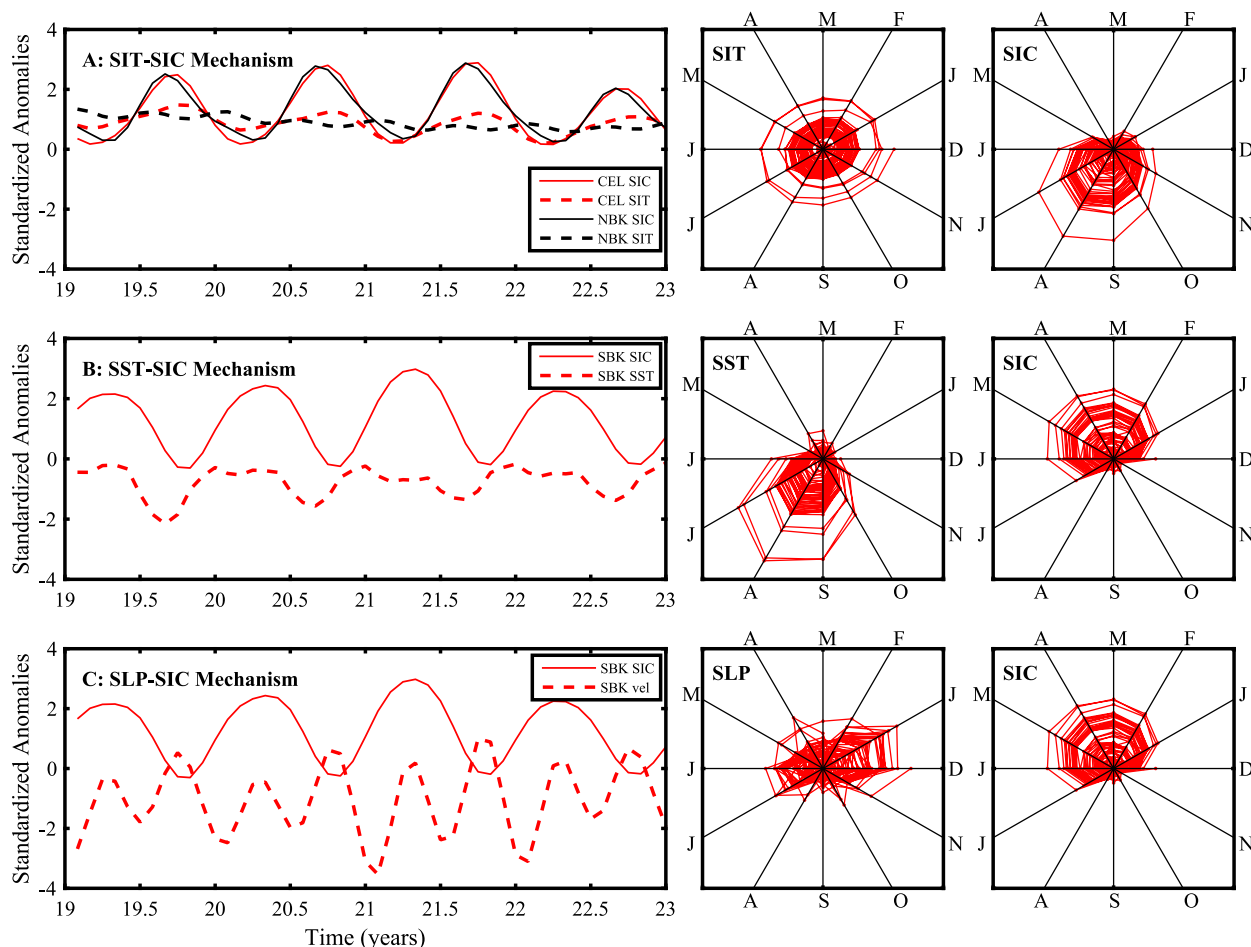 A: SIT-SIC Mechanism
Standardized Anomalies
4
2
0
-2
-4
CEL SIC
CEL SIT
NBK SIC
NBK SIT
19
19.5
20
20.5
21
21.5
22
22.5
23
SIT
A
M
F
M
J
J
D
J
N
A
S
O
SIC
A
M
F
M
J
J
D
J
N
A
S
O
B: SST-SIC Mechanism
Standardized Anomalies
4
2
0
-2
-4
SBK SIC
SBK SST
19
19.5
20
20.5
21
21.5
22
22.5
23
SST
A
M
F
M
J
J
D
J
N
A
S
O
SIC
A
M
F
M
J
J
D
J
N
A
S
O
C: SLP-SIC Mechanism
Standardized Anomalies
4
2
0
-2
-4
SBK SIC
SBK vel
19
19.5
20
20.5
21
21.5
22
22.5
23
Time (years)
SLP
A
M
F
M
J
J
D
J
N
A
S
O
SIC
A
M
F
M
J
J
D
J
N
A
S
O